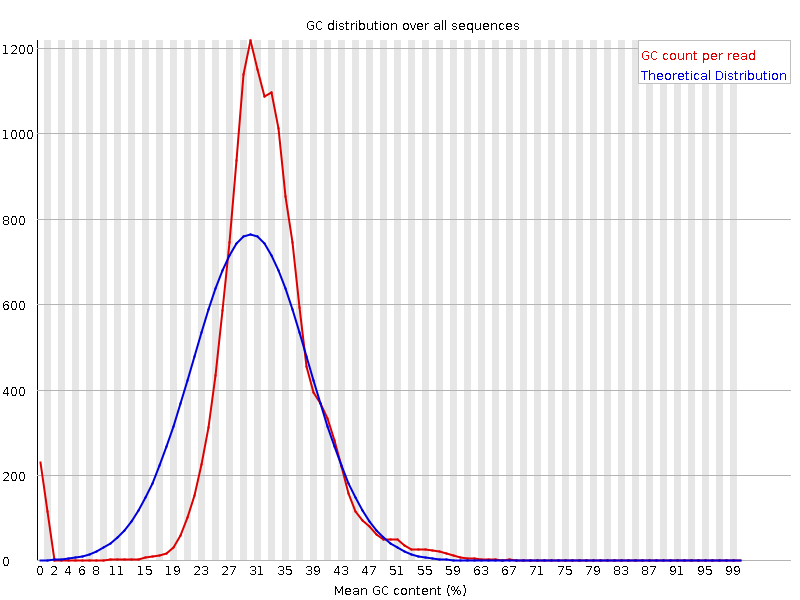 GC distribution over all sequences
GC count per read
Theoretical Distribution
1200
1000
800
600
400
200
0
0 2 4 6 8 11 15 19 23 27 31 35 39 43 47 51 55 59 63 67 71 75 79 83 87 91 95 99
Mean GC content (%)